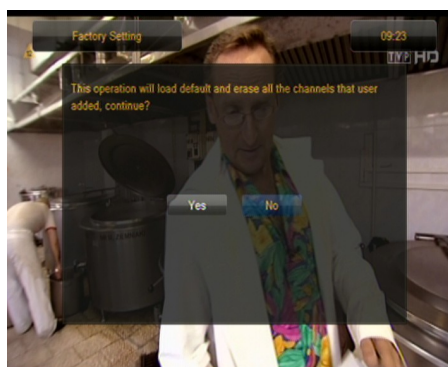 Factory Setting
09:23
TVP HD
This operation will load default and erase all the channels that user
added, continue?
Yes
No